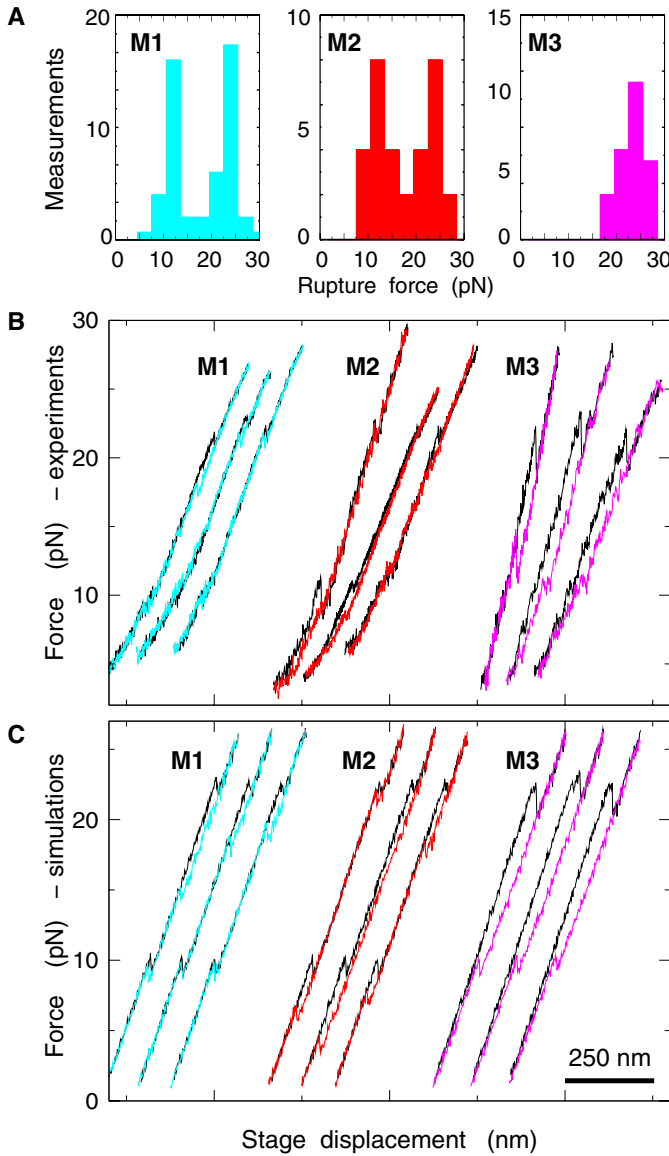 A
M1
M2
M3
20
10
0
10
5
0
15
5
0
Measurements
0 10 20 30
0 10 20 30
0 10 20 30
Rupture force (pN)
B
30
20
10
Force (pN) – experiments
M1
M2
M3
C
20
10
0
Force (pN) – simulations
M1
M2
M3
250 nm
Stage displacement (nm)